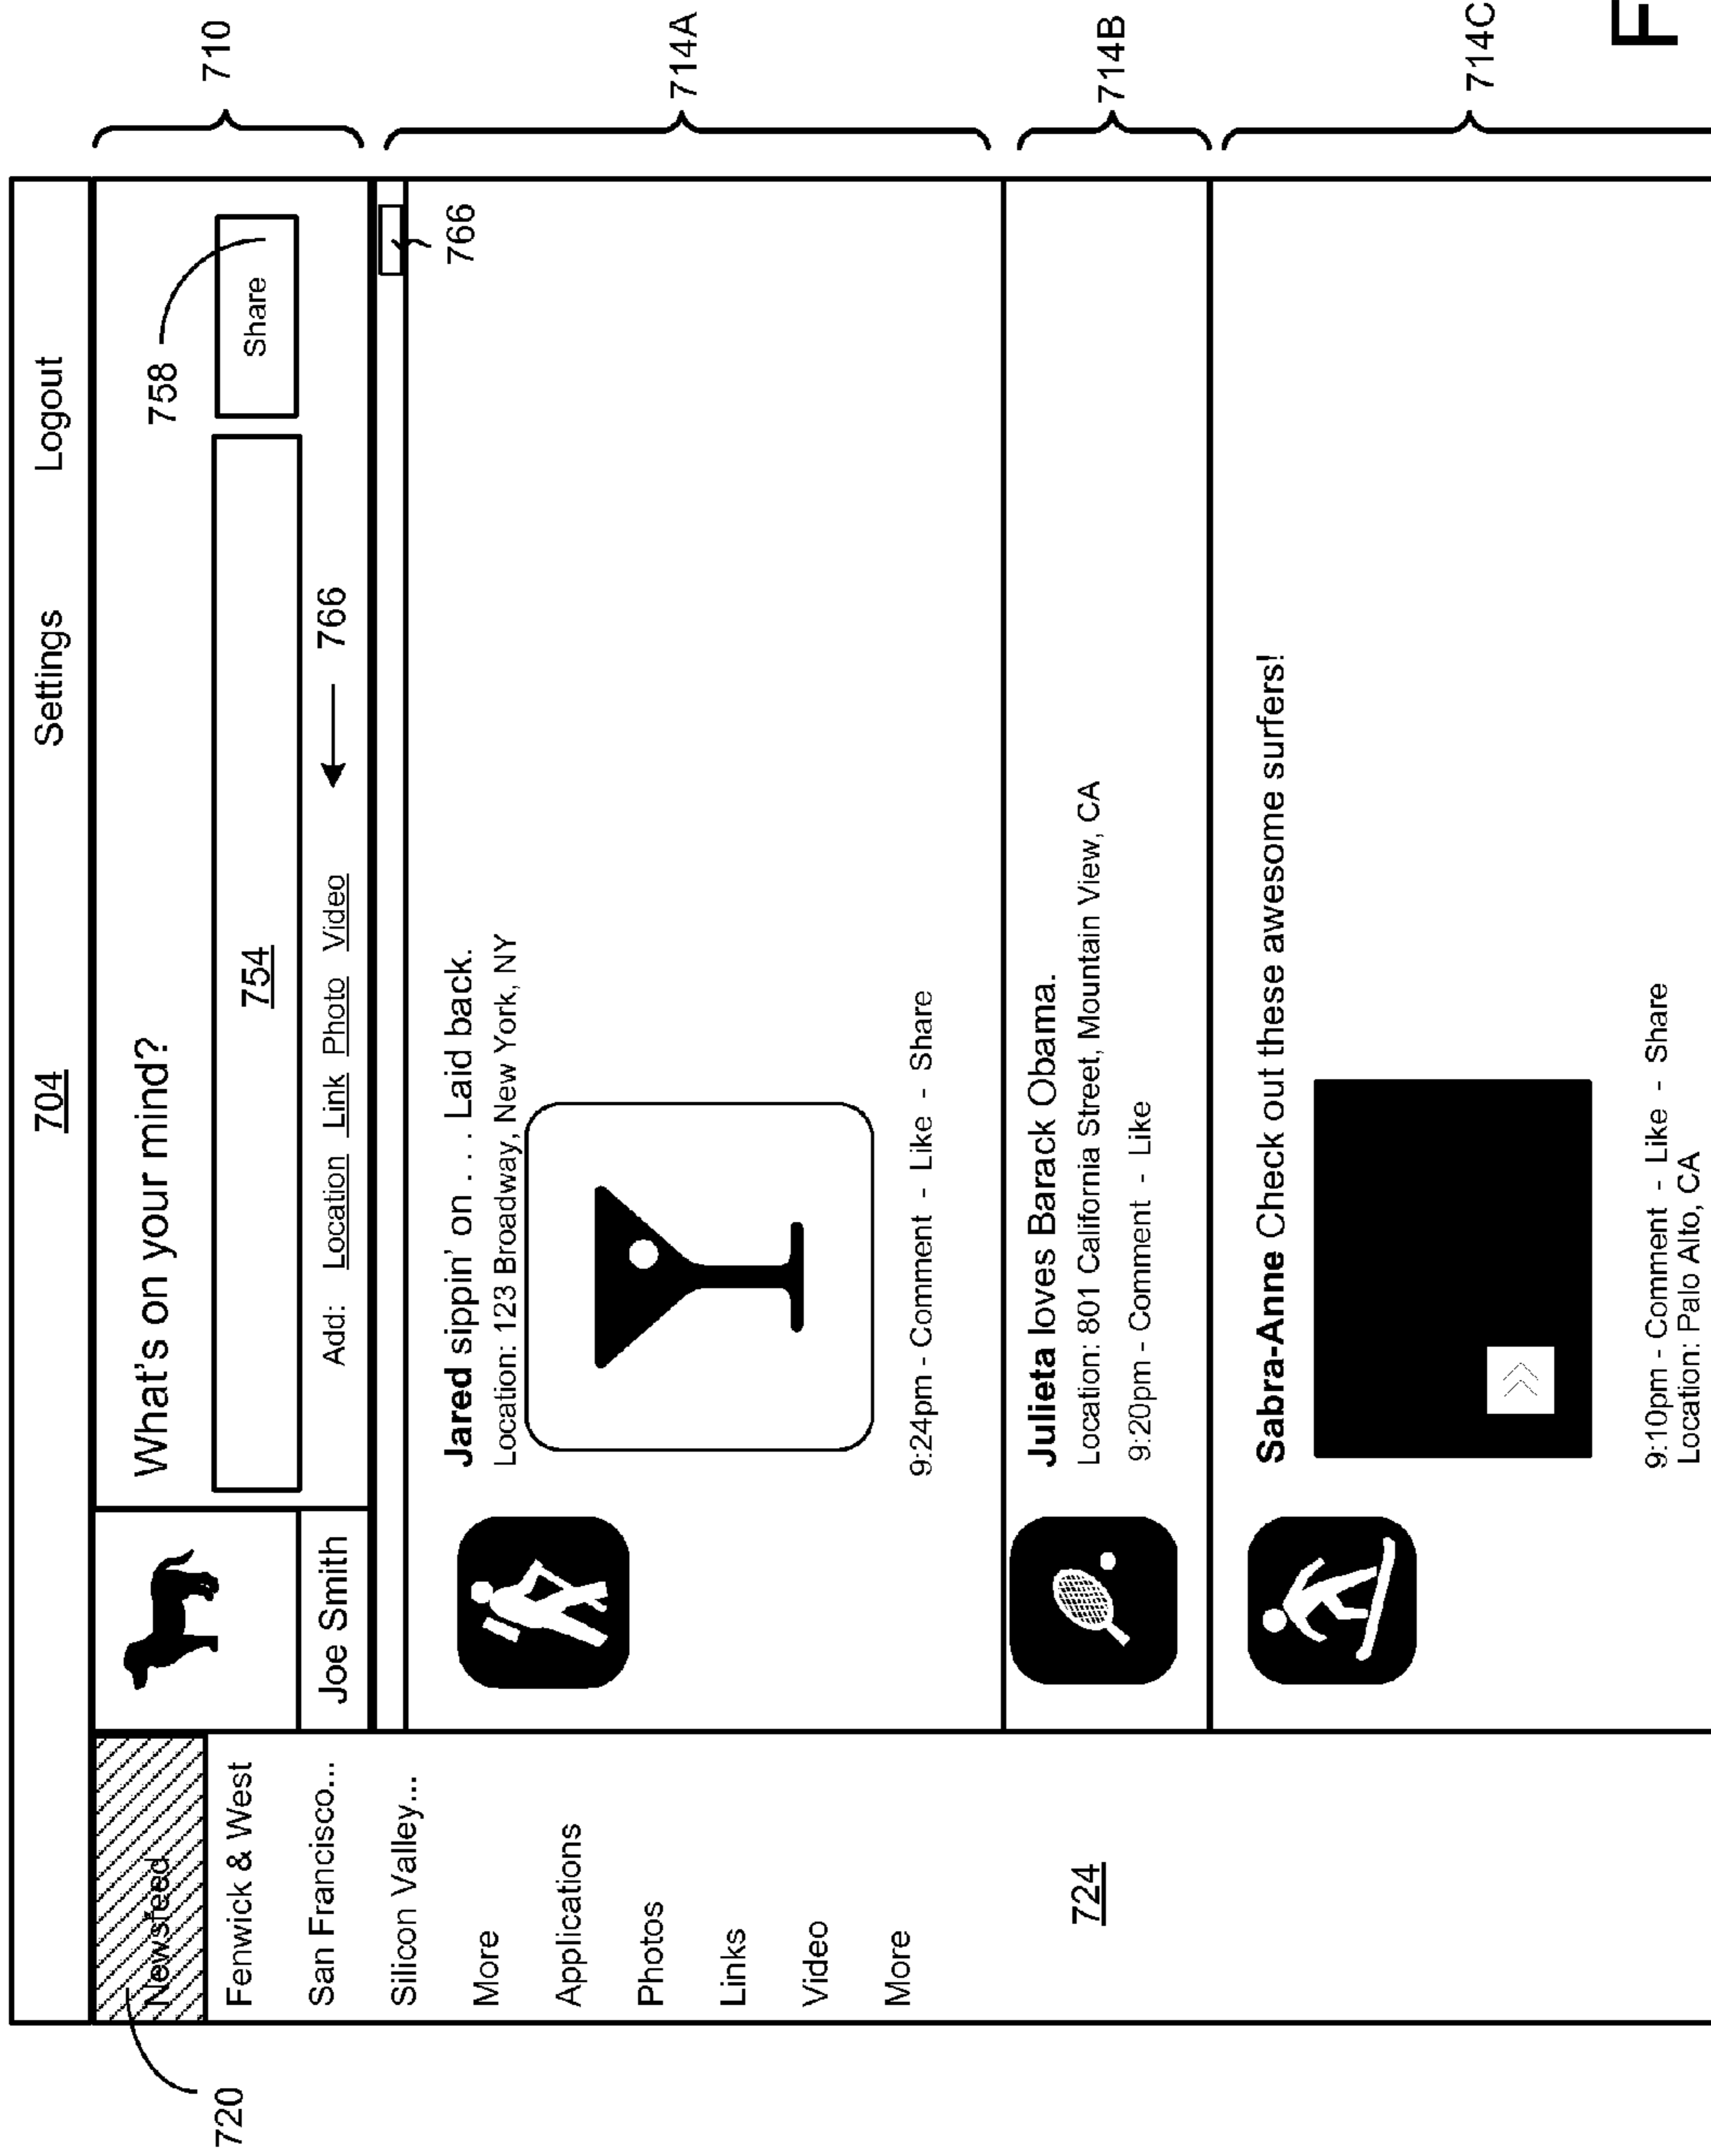 704 Settings Logout
720
Newsfeed
Fenwick & West
San Francisco...
Silicon Valley...
More
Applications
Photos
Links
Video
More
724
Joe Smith
What's on your mind?
758
754
Share
Add: Location Link Photo Video
766
710
766
Jared sippin' on . . . Laid back.
Location: 123 Broadway, New York, NY
9:24pm - Comment - Like - Share
714A
Julieta loves Barack Obama.
Location: 801 California Street, Mountain View, CA
9:20pm - Comment - Like
714B
Sabra-Anne Check out these awesome surfers!
9:10pm - Comment - Like - Share
Location: Palo Alto, CA
714C
F